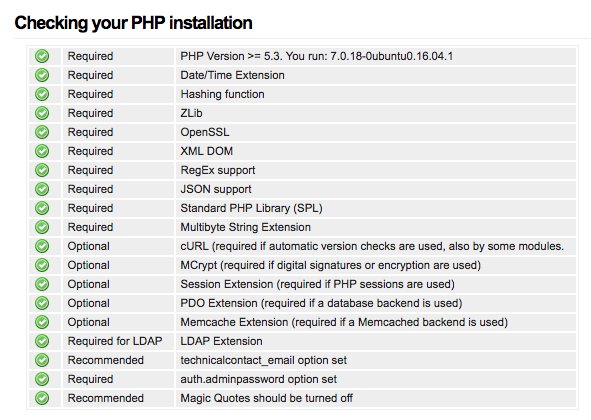 Checking your PHP installation
Required PHP Version >= 5.3. You run: 7.0.18-0ubuntu0.16.04.1
Required Date/Time Extension
Required Hashing function
Required ZLib
Required OpenSSL
Required XML DOM
Required RegEx support
Required JSON support
Required Standard PHP Library (SPL)
Required Multibyte String Extension
Optional cURL (required if automatic version checks are used, also by some modules.
Optional MCrypt (required if digital signatures or encryption are used)
Optional Session Extension (required if PHP sessions are used)
Optional PDO Extension (required if a database backend is used)
Optional Memcache Extension (required if a Memcached backend is used)
Required for LDAP LDAP Extension
Recommended technicalcontact_email option set
Required auth.adminpassword option set
Recommended Magic Quotes should be turned off